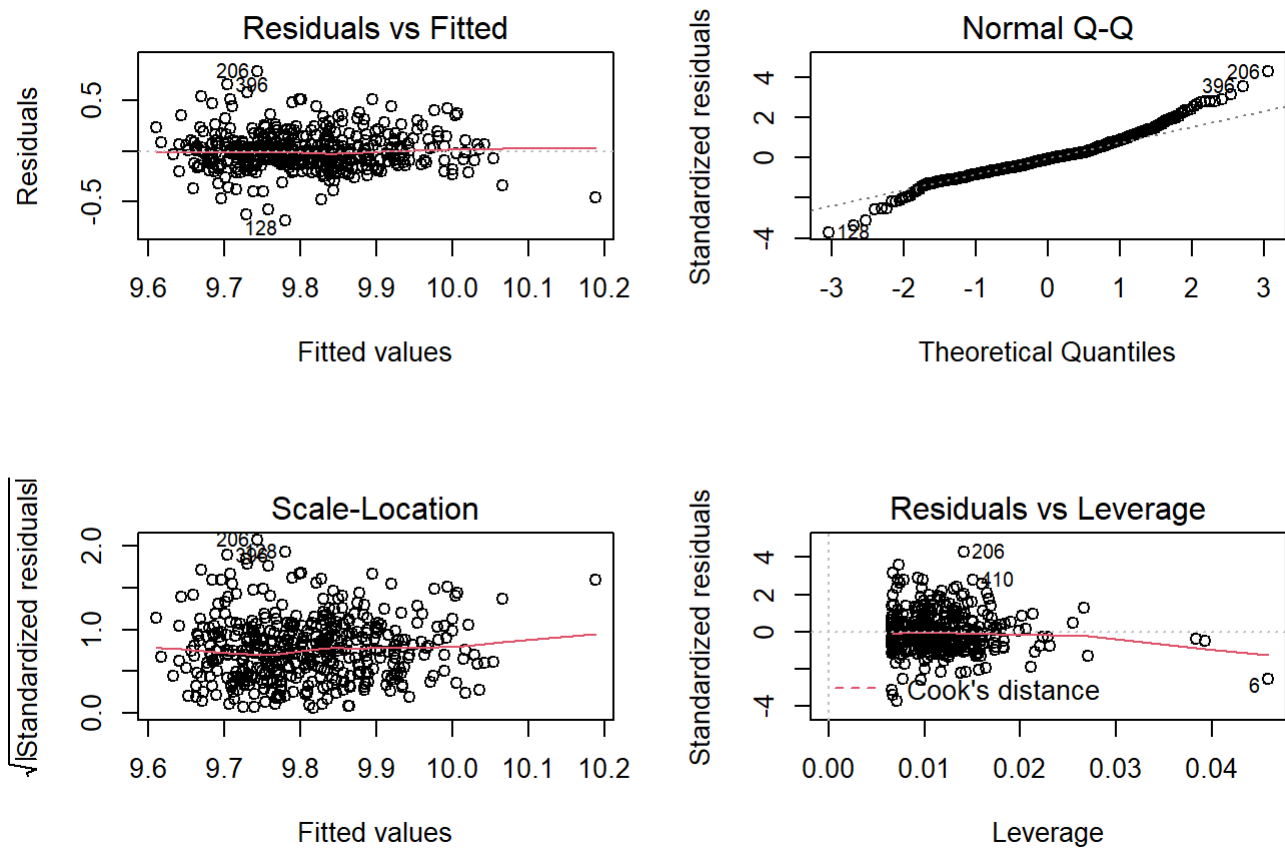 Residuals vs Fitted
Residuals
0.5
-0.5
206
396
128
9.6 9.7 9.8 9.9 10.0 10.1 10.2
Fitted values
Normal Q-Q
Standardized residuals
4
2
0
-4
206
396
128
-3 -2 -1 0 1 2 3
Theoretical Quantiles
Scale-Location
√|Standardized residuals|
2.0
1.0
0.0
206
396
128
9.6 9.7 9.8 9.9 10.0 10.1 10.2
Fitted values
Residuals vs Leverage
Standardized residuals
4
2
0
-4
206
410
6
Cook's distance
0.00 0.01 0.02 0.03 0.04
Leverage